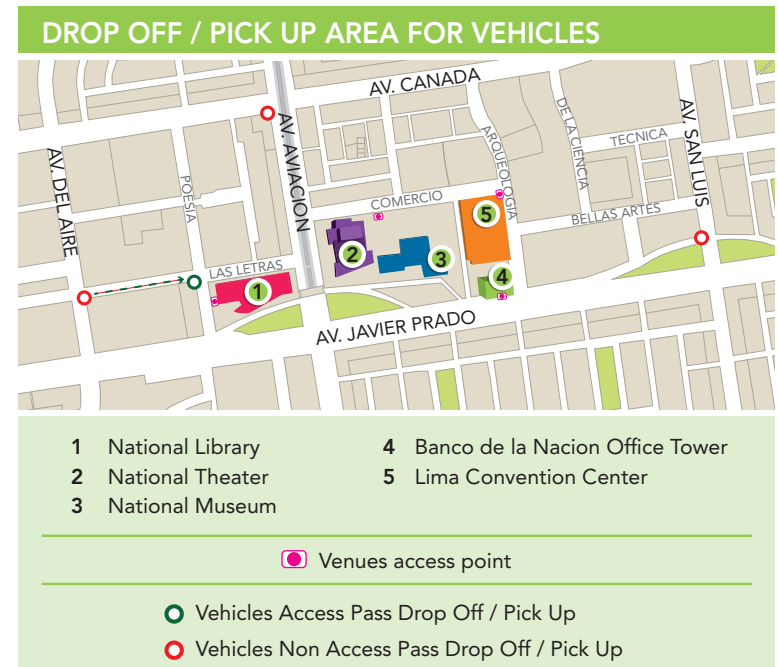 DROP OFF / PICK UP AREA FOR VEHICLES
AV. CANADA
AV. AVIACION
AV. DEL AIRE
POESIA
ARQUEOLOGIA
DE LA CIENCIA
TECNICA
AV. SAN LUIS
COMERCIO
BELLAS ARTES
LAS LETRAS
5
2
3
4
1
AV. JAVIER PRADO
1 National Library
2 National Theater
3 National Museum
4 Banco de la Nacion Office Tower
5 Lima Convention Center
Venues access point
Vehicles Access Pass Drop Off / Pick Up
Vehicles Non Access Pass Drop Off / Pick Up